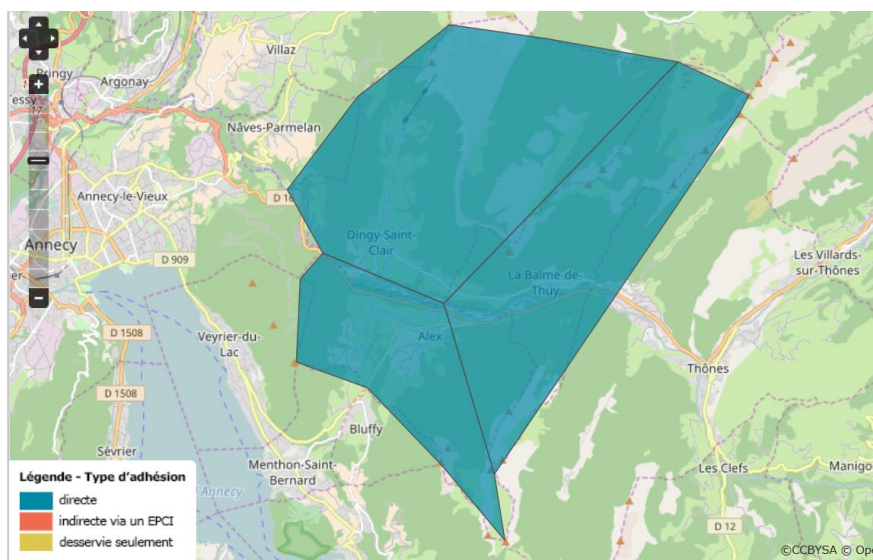 Villaz
Pringy
Argonay
Nâves-Parmelan
Annecy-le-Vieux
D 16
Annecy
D 909
Dingy-Saint-
Clair
La Balme-de-
Thuy
Les Villards-
sur-Thônes
D 1508
Veyrier-du-
Lac
Alex
Thônes
D 1508
Bluffy
Sévrier
Menthon-Saint-
Bernard
Les Clefs
Manigo
d'Annecy
D 12
Légende - Type d'adhésion
directe
indirecte via un EPCI
desservie seulement
©CCBYSA © Ope